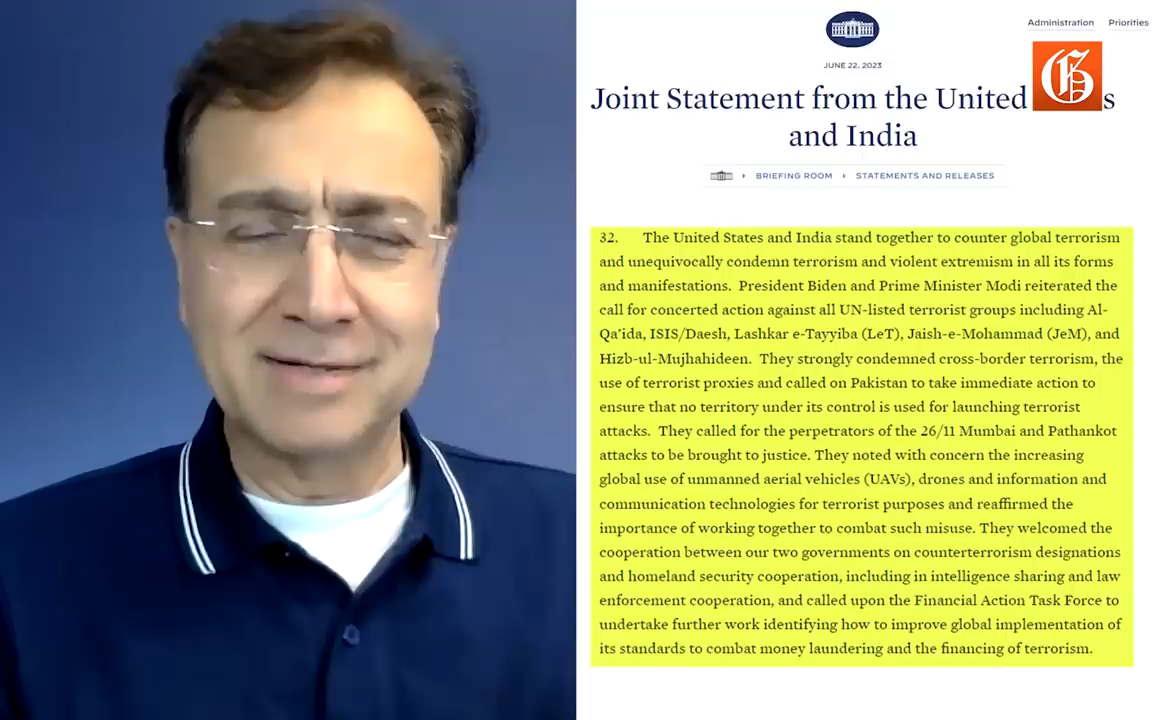 Administration Priorities
G
JUNE 22, 2023
Joint Statement from the United s
and India
BRIEFING ROOM STATEMENTS AND RELEASES
32. The United States and India stand together to counter global terrorism
and unequivocally condemn terrorism and violent extremism in all its forms
and manifestations. President Biden and Prime Minister Modi reiterated the
call for concerted action against all UN-listed terrorist groups including Al-
Qa’ida, ISIS/Daesh, Lashkar e-Tayyiba (LeT), Jaish-e-Mohammad (JeM), and
Hizb-ul-Mujhahideen. They strongly condemned cross-border terrorism, the
use of terrorist proxies and called on Pakistan to take immediate action to
ensure that no territory under its control is used for launching terrorist
attacks. They called for the perpetrators of the 26/11 Mumbai and Pathankot
attacks to be brought to justice. They noted with concern the increasing
global use of unmanned aerial vehicles (UAVs), drones and information and
communication technologies for terrorist purposes and reaffirmed the
importance of working together to combat such misuse. They welcomed the
cooperation between our two governments on counterterrorism designations
and homeland security cooperation, including in intelligence sharing and law
enforcement cooperation, and called upon the Financial Action Task Force to
undertake further work identifying how to improve global implementation of
its standards to combat money laundering and the financing of terrorism.